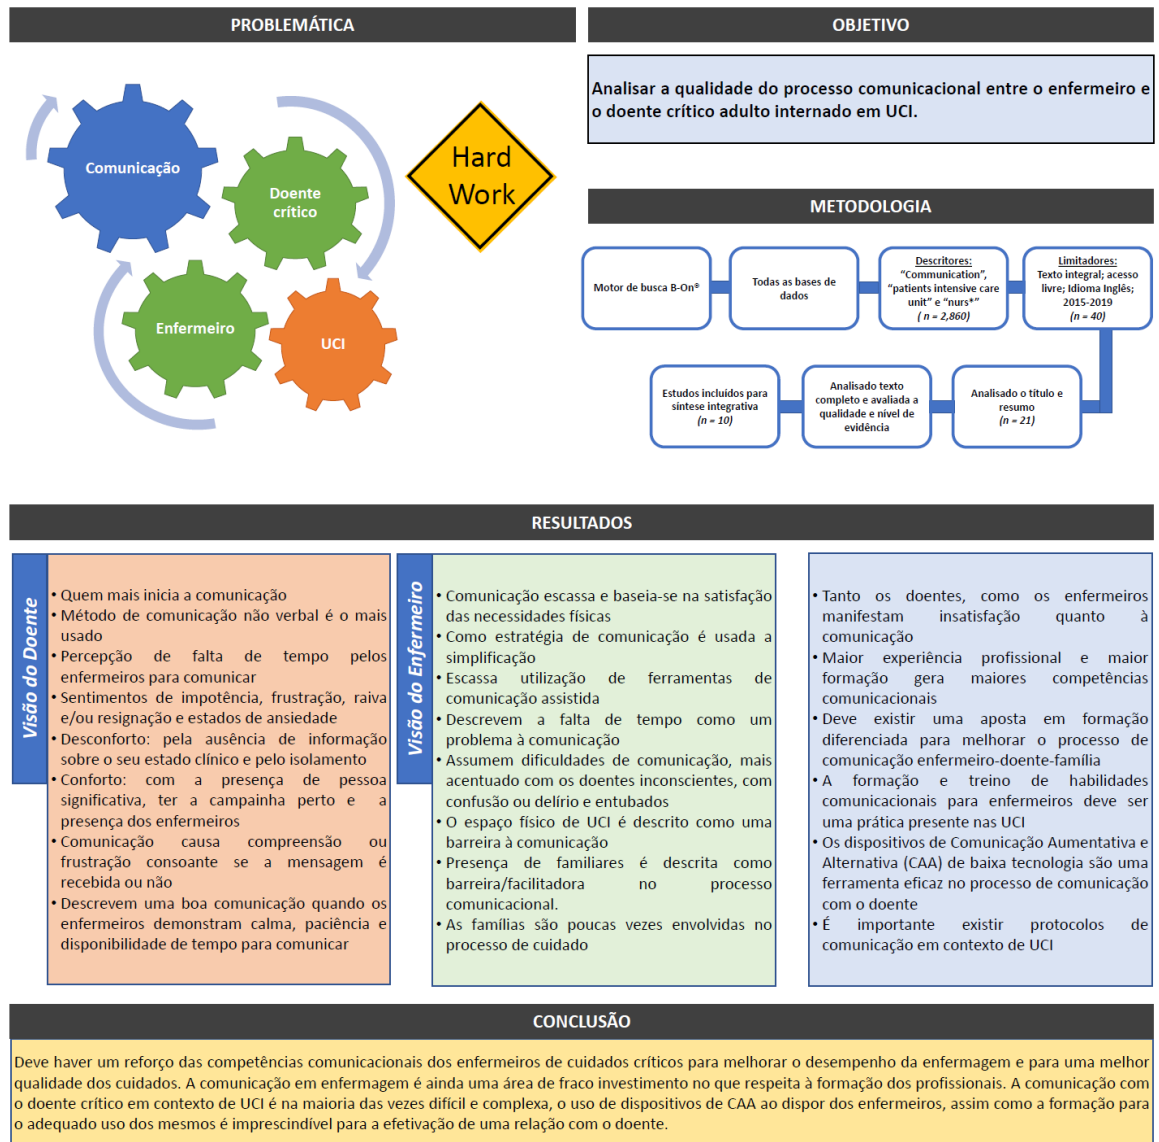 PROBLEMÁTICA
Comunicação
Doente
crítico
Enfermeiro
UCI
Hard
Work
OBJETIVO
Analisar a qualidade do processo comunicacional entre o enfermeiro e
o doente crítico adulto internado em UCI.
METODOLOGIA
Motor de busca B-On®
Todas as bases de
dados
Descritores:
“Communication”,
“patients intensive care
unit” e “nurs*”
( n = 2,860)
Limitadores:
Texto integral; acesso
livre; Idioma Inglês;
2015-2019
(n = 40)
Analisado o título e
resumo
(n = 21)
Analisado texto
completo e avaliada a
qualidade e nível de
evidência
Estudos incluídos para
síntese integrativa
(n = 10)
RESULTADOS
Visão do Doente
• Quem mais inicia a comunicação
• Método de comunicação não verbal é o mais
usado
• Percepção de falta de tempo pelos
enfermeiros para comunicar
• Sentimentos de impotência, frustração, raiva
e/ou resignação e estados de ansiedade
• Desconforto: pela ausência de informação
sobre o seu estado clínico e pelo isolamento
• Conforto: com a presença de pessoa
significativa, ter a campainha perto e a
presença dos enfermeiros
• Comunicação causa compreensão ou
frustração consoante se a mensagem é
recebida ou não
• Descrevem uma boa comunicação quando os
enfermeiros demonstram calma, paciência e
disponibilidade de tempo para comunicar
Visão do Enfermeiro
• Comunicação escassa e baseia-se na satisfação
das necessidades físicas
• Como estratégia de comunicação é usada a
simplificação
• Escassa utilização de ferramentas de
comunicação assistida
• Descrevem a falta de tempo como um
problema à comunicação
• Assumem dificuldades de comunicação, mais
acentuado com os doentes inconscientes, com
confusão ou delírio e entubados
• O espaço físico de UCI é descrito como uma
barreira à comunicação
• Presença de familiares é descrita como
barreira/facilitadora no processo
comunicacional.
• As famílias são poucas vezes envolvidas no
processo de cuidado
• Tanto os doentes, como os enfermeiros
manifestam insatisfação quanto à
comunicação
• Maior experiência profissional e maior
formação gera maiores competências
comunicacionais
• Deve existir uma aposta em formação
diferenciada para melhorar o processo de
comunicação enfermeiro-doente-família
• A formação e treino de habilidades
comunicacionais para enfermeiros deve ser
uma prática presente nas UCI
• Os dispositivos de Comunicação Aumentativa e
Alternativa (CAA) de baixa tecnologia são uma
ferramenta eficaz no processo de comunicação
com o doente
• É importante existir protocolos de
comunicação em contexto de UCI
CONCLUSÃO
Deve haver um reforço das competências comunicacionais dos enfermeiros de cuidados críticos para melhorar o desempenho da enfermagem e para uma melhor
qualidade dos cuidados. A comunicação em enfermagem é ainda uma área de fraco investimento no que respeita à formação dos profissionais. A comunicação com
o doente crítico em contexto de UCI é na maioria das vezes difícil e complexa, o uso de dispositivos de CAA ao dispor dos enfermeiros, assim como a formação para
o adequado uso dos mesmos é imprescindível para a efetivação de uma relação com o doente.